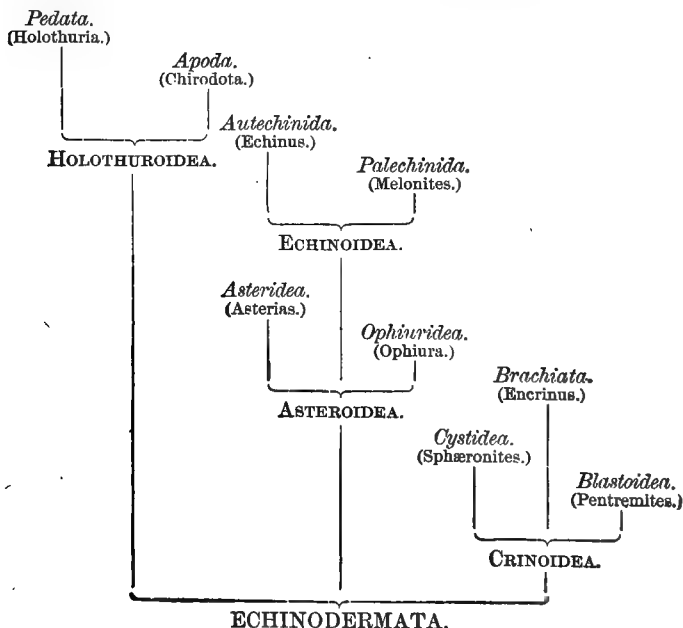 Pedata.
(Holothuria.)
Apoda.
(Chirodota.)
HOLOTHUROIDEA.
Autechinida.
(Echinus.)
Palechinida.
(Melonites.)
ECHINOIDEA.
Asteridea.
(Asterias.)
Ophiuridea.
(Ophiura.)
ASTEROIDEA.
Brachiata.
(Encrinus.)
Cystidea.
(Sphæronites.)
Blastoidea.
(Pentremites.)
CRINOIDEA.
ECHINODERMATA.